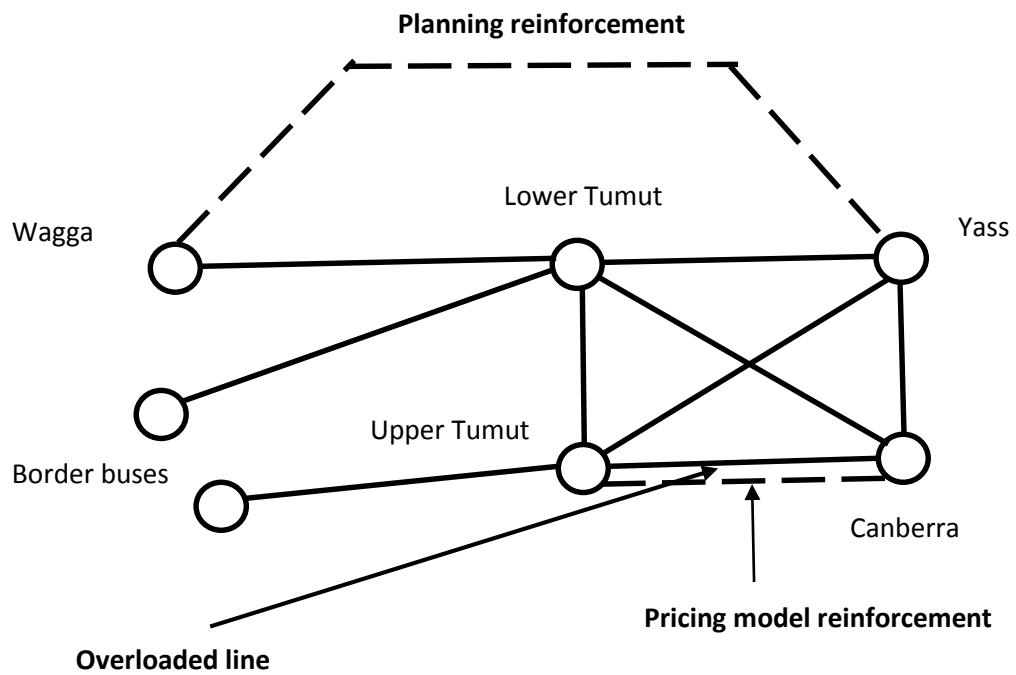 Planning reinforcement
Lower Tumut
Wagga
Yass
Upper Tumut
Border buses
Canberra
Pricing model reinforcement
Overloaded line